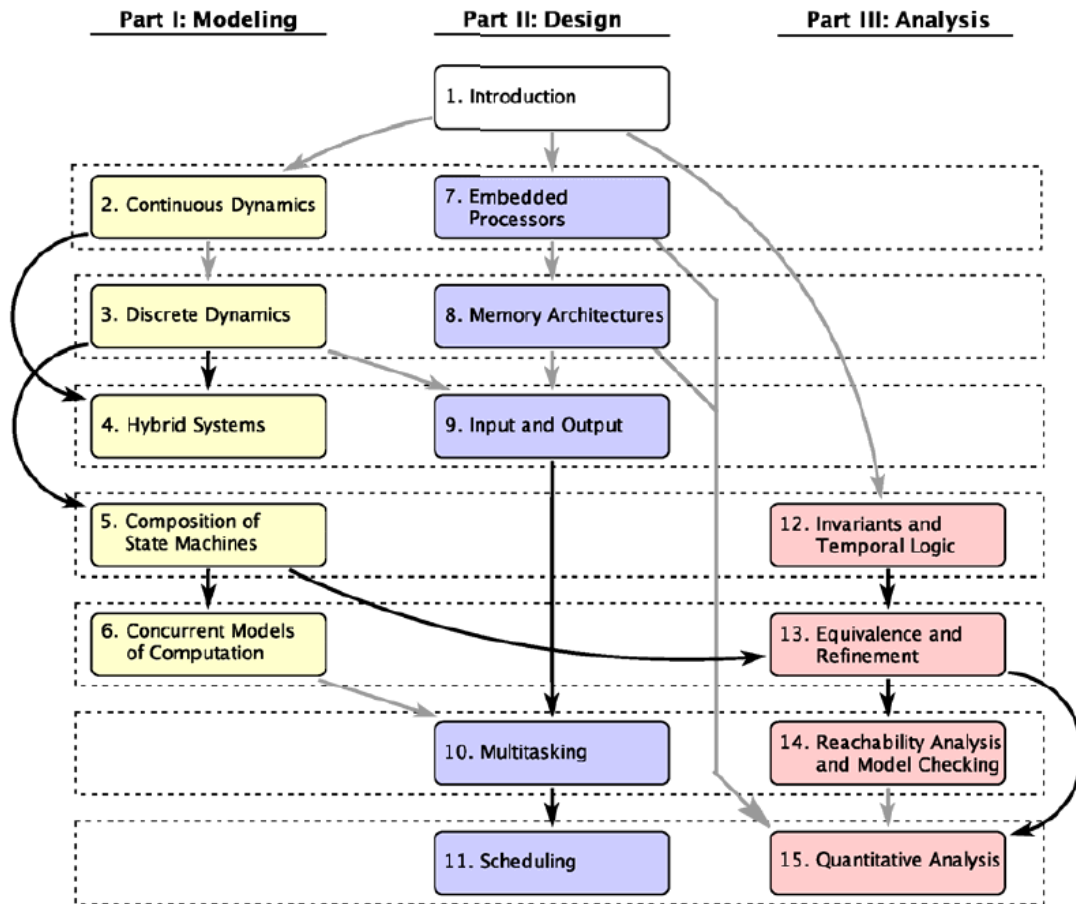 Part I: Modeling
Part II: Design
Part III: Analysis
1. Introduction
2. Continuous Dynamics
7. Embedded
Processors
3. Discrete Dynamics
8. Memory Architectures
4. Hybrid Systems
9. Input and Output
5. Composition of
State Machines
12. Invariants and
Temporal Logic
6. Concurrent Models
of Computation
13. Equivalence and
Refinement
10. Multitasking
14. Reachability Analysis
and Model Checking
11. Scheduling
15. Quantitative Analysis